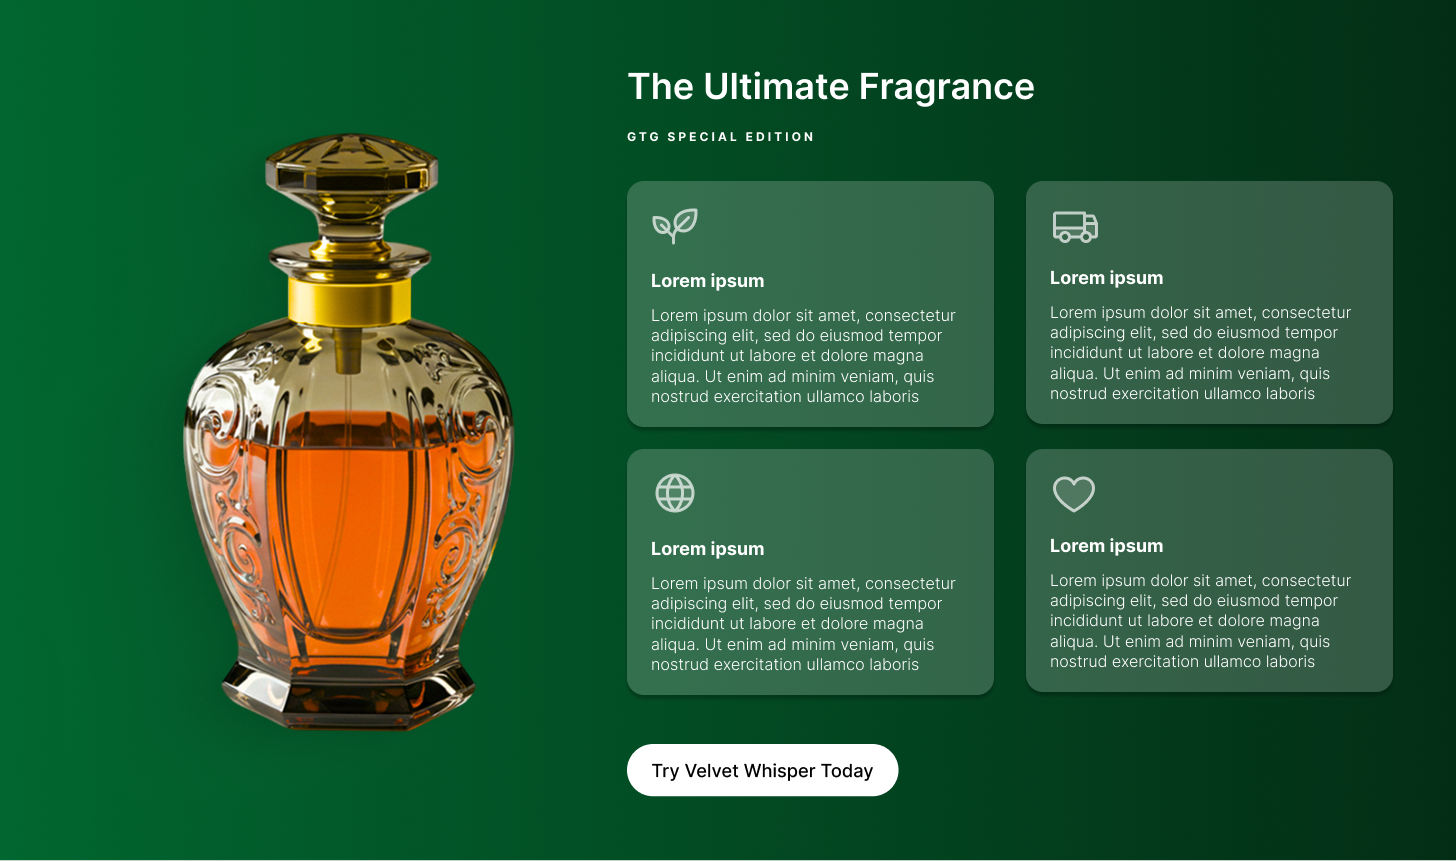 The Ultimate Fragrance
GTG SPECIAL EDITION
Lorem ipsum
Lorem ipsum dolor sit amet, consectetur
adipiscing elit, sed do eiusmod tempor
incididunt ut labore et dolore magna
aliqua. Ut enim ad minim veniam, quis
nostrud exercitation ullamco laboris
Lorem ipsum
Lorem ipsum dolor sit amet, consectetur
adipiscing elit, sed do eiusmod tempor
incididunt ut labore et dolore magna
aliqua. Ut enim ad minim veniam, quis
nostrud exercitation ullamco laboris
Lorem ipsum
Lorem ipsum dolor sit amet, consectetur
adipiscing elit, sed do eiusmod tempor
incididunt ut labore et dolore magna
aliqua. Ut enim ad minim veniam, quis
nostrud exercitation ullamco laboris
Lorem ipsum
Lorem ipsum dolor sit amet, consectetur
adipiscing elit, sed do eiusmod tempor
incididunt ut labore et dolore magna
aliqua. Ut enim ad minim veniam, quis
nostrud exercitation ullamco laboris
Try Velvet Whisper Today